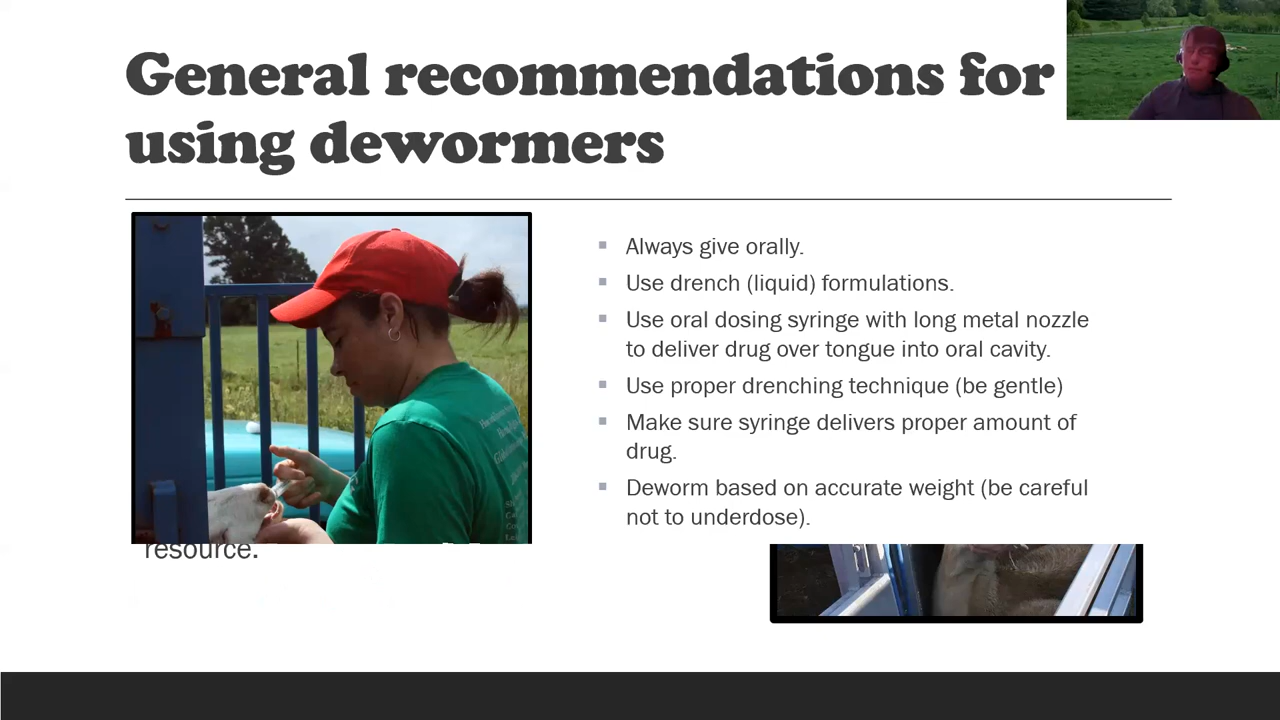 General recommendations for
using dewormers
Always give orally.
Use drench (liquid) formulations.
Use oral dosing syringe with long metal nozzle
to deliver drug over tongue into oral cavity.
Use proper drenching technique (be gentle)
Make sure syringe delivers proper amount of
drug.
Deworm based on accurate weight (be careful
not to underdose).
resource.